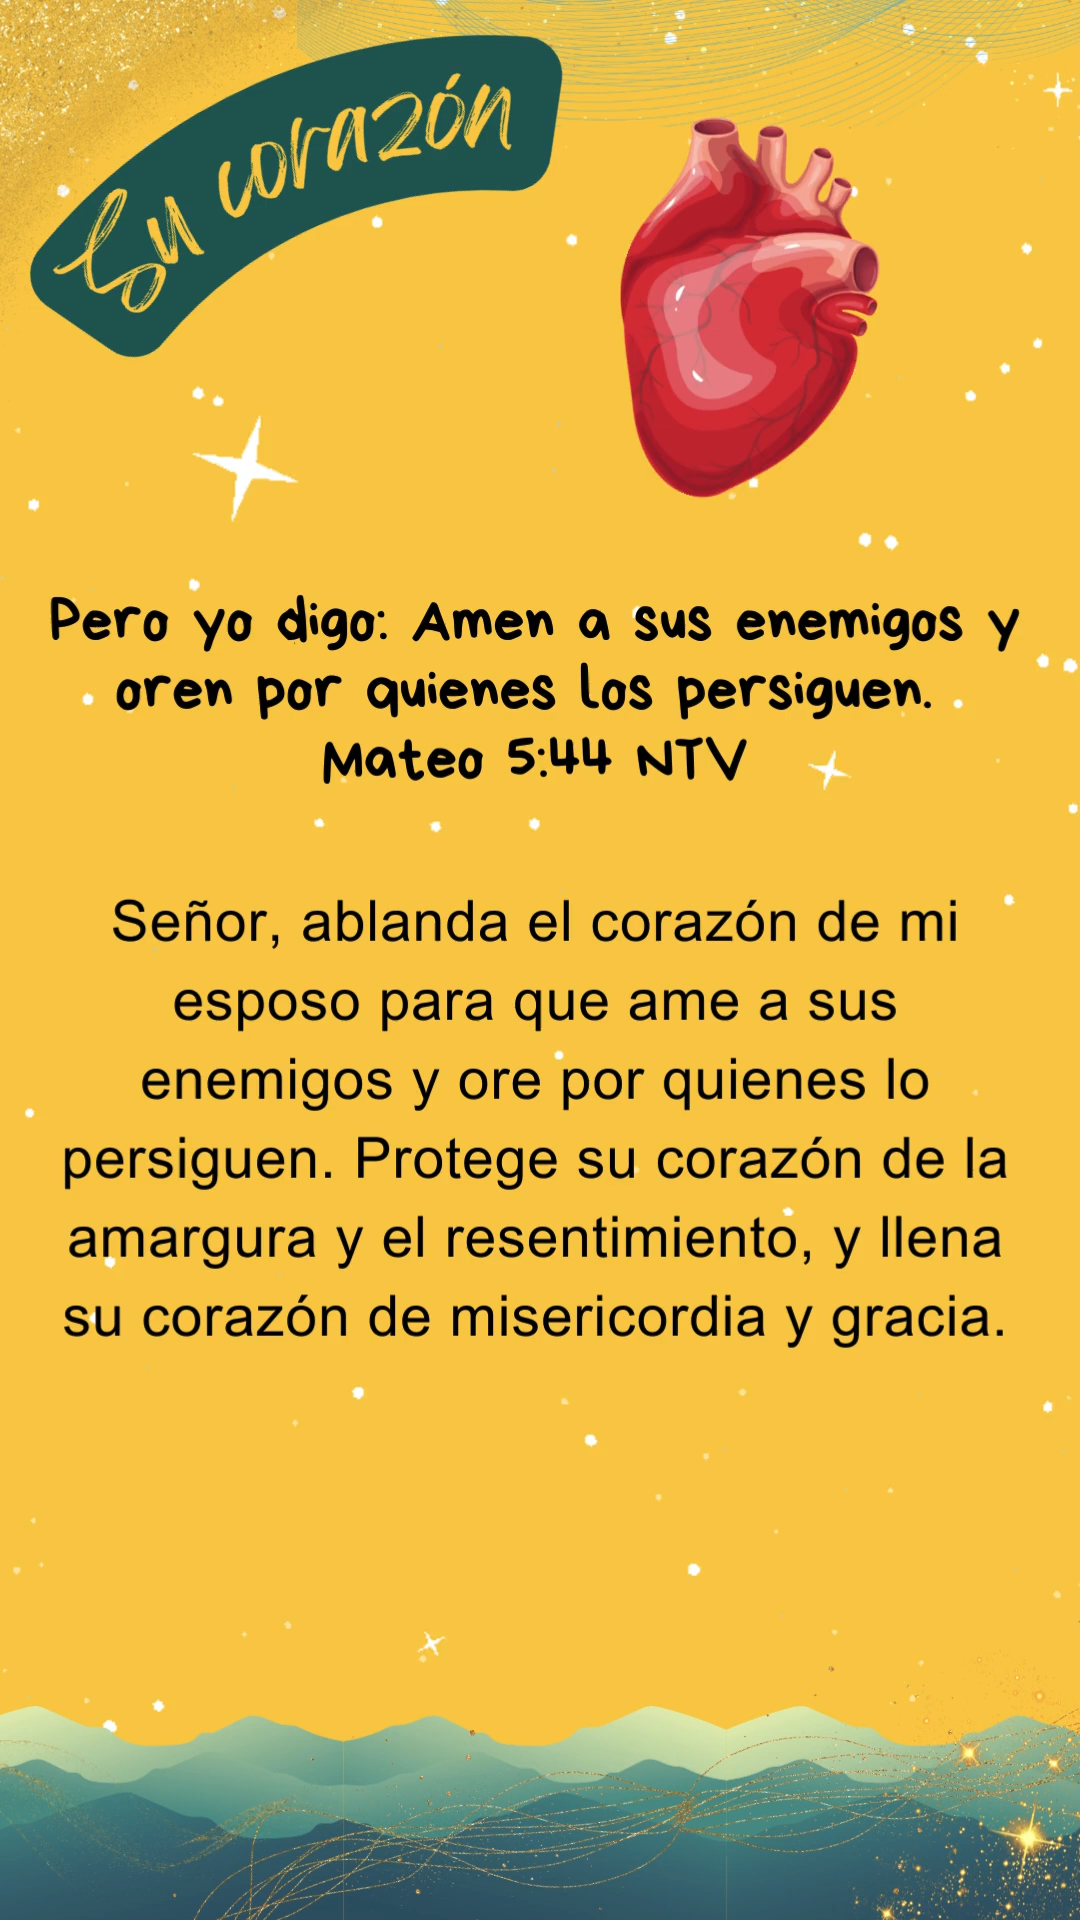 Su corazón
Pero yo digo: Amen a sus enemigos y
oren por quienes los persiguen.
Mateo 5:44 NTV
Señor, ablanda el corazón de mi
esposo para que ame a sus
enemigos y ore por quienes lo
persiguen. Protege su corazón de la
amargura y el resentimiento, y llena
su corazón de misericordia y gracia.